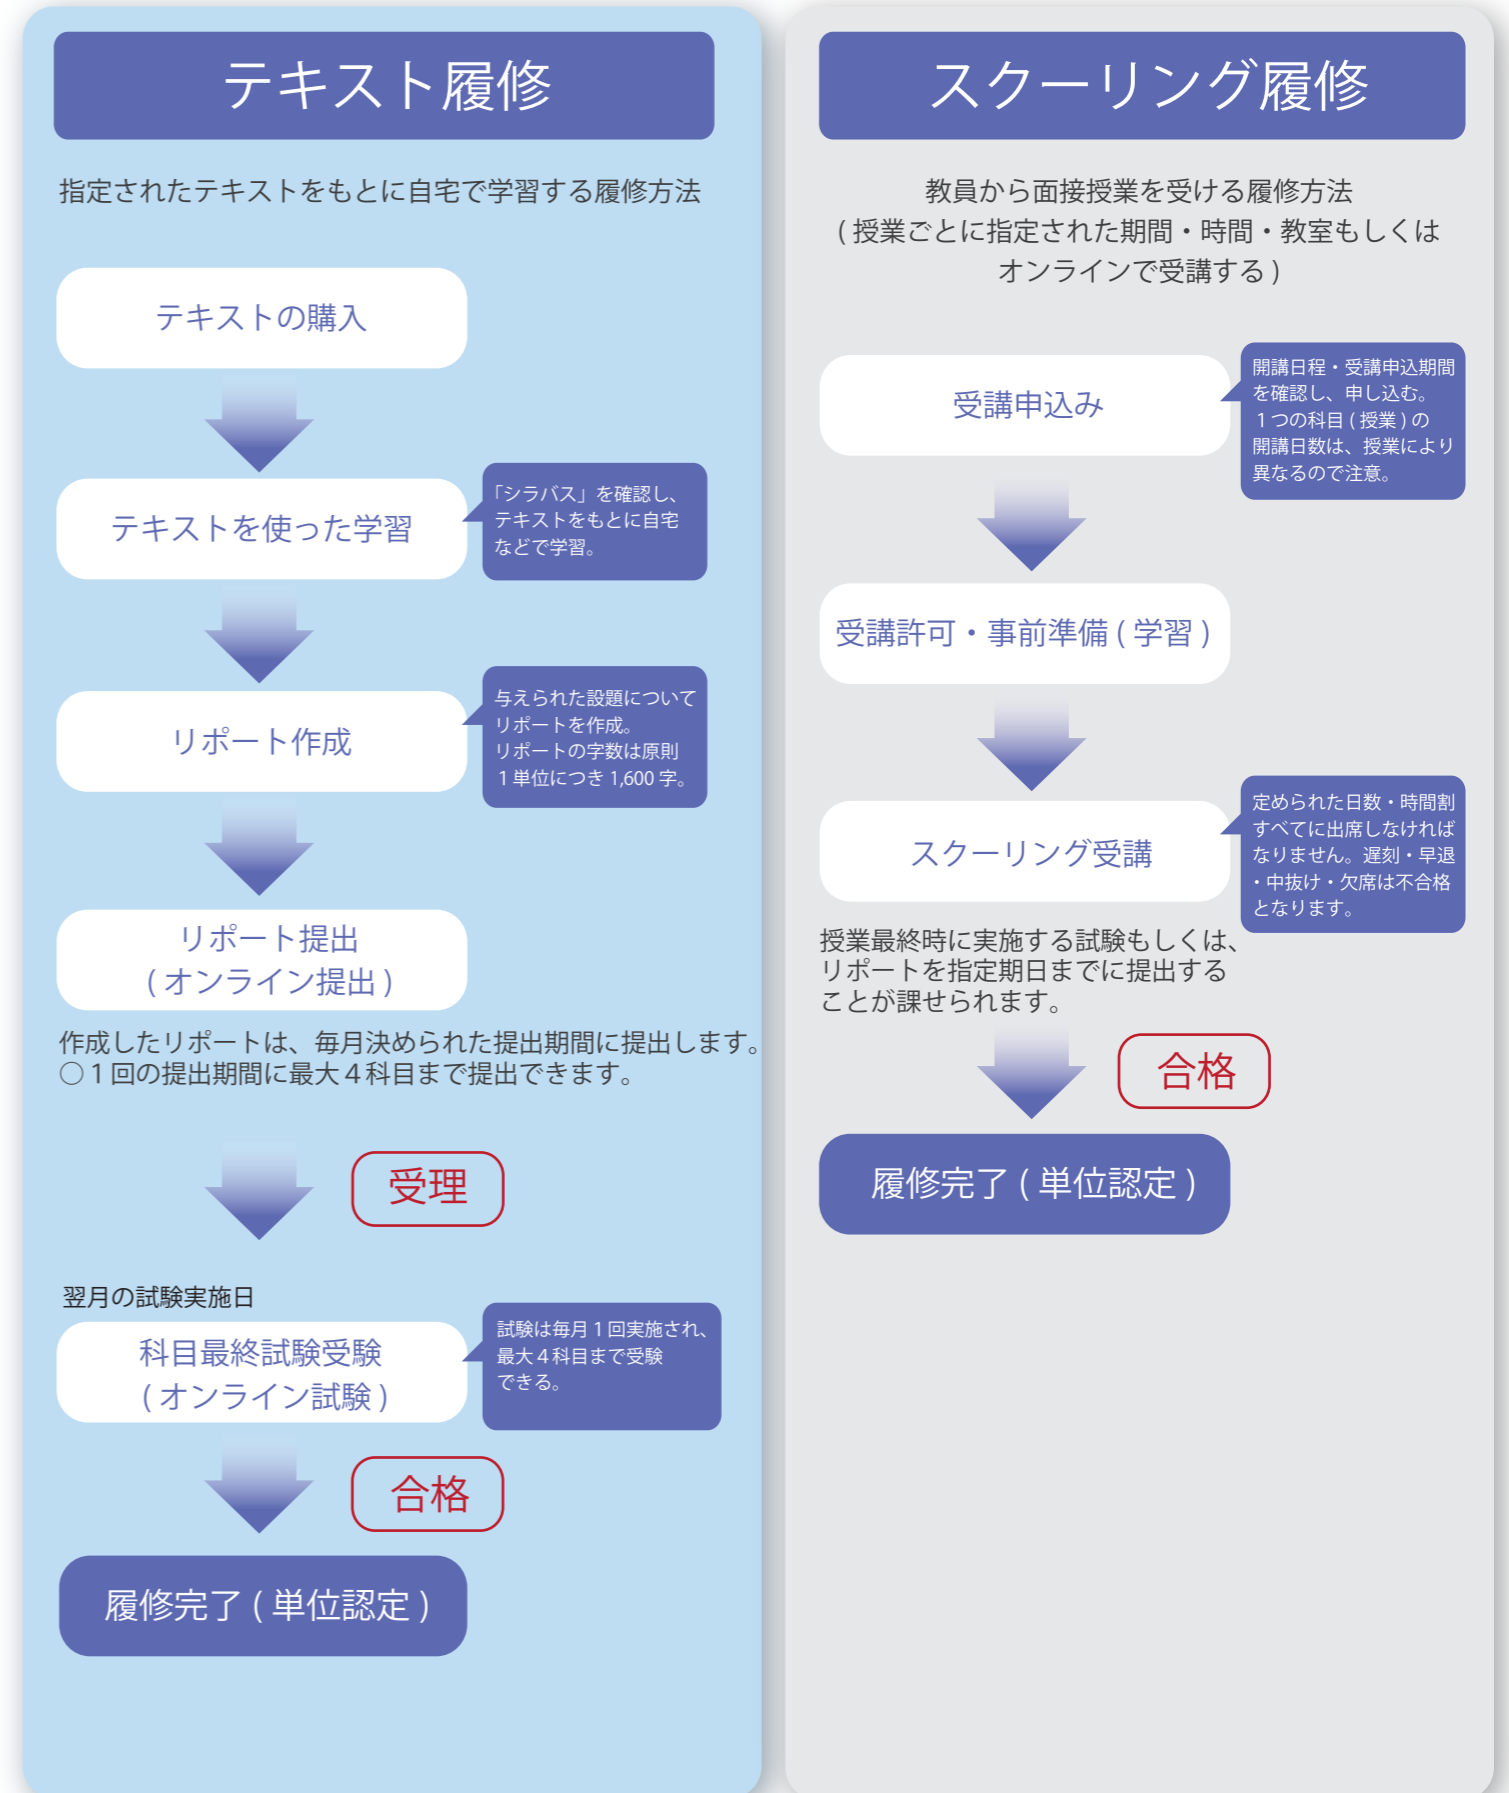 テキスト履修
指定されたテキストをもとに自宅で学習する履修方法
テキストの購入
テキストを使った学習
「シラバス」を確認し、
テキストをもとに自宅
などで学習。
リポート作成
与えられた設題について
リポートを作成。
リポートの字数は原則
1単位につき 1,600 字。
リポート提出
( オンライン提出 )
作成したリポートは、毎月決められた提出期間に提出します。
○1回の提出期間に最大4科目まで提出できます。
受理
翌月の試験実施日
科目最終試験受験
( オンライン試験 )
試験は毎月1回実施され、
最大4科目まで受験
できる。
合格
履修完了 ( 単位認定 )
スクーリング履修
教員から面接授業を受ける履修方法
( 授業ごとに指定された期間・時間・教室もしくは
オンラインで受講する )
受講申込み
開講日程・受講申込期間
を確認し、申し込む。
1つの科目 ( 授業 ) の
開講日数は、授業により
異なるので注意。
受講許可・事前準備 ( 学習 )
スクーリング受講
定められた日数・時間割
すべてに出席しなければ
なりません。遅刻・早退
・中抜け・欠席は不合格
となります。
授業最終時に実施する試験もしくは、
リポートを指定期日までに提出する
ことが課せられます。
合格
履修完了 ( 単位認定 )